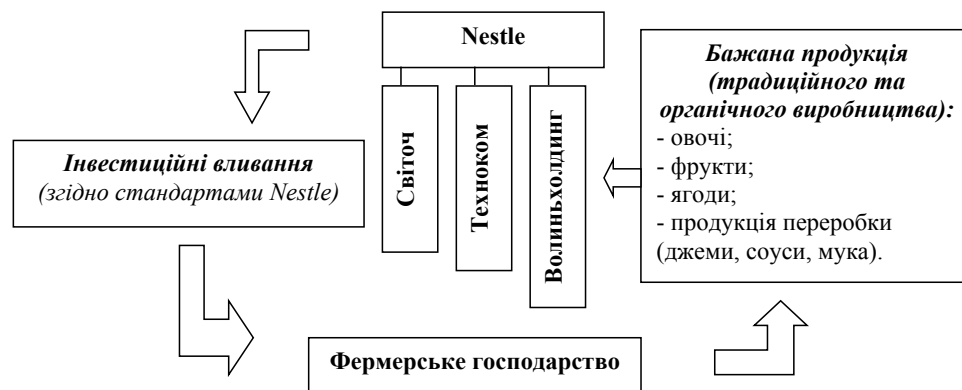 Nestle
Світоч
Техноком
Волиньхолдинг
Інвестиційні вливання
(згідно стандартами Nestle)
Бажана продукція
(традиційного та
органічного виробництва):
- овочі;
- фрукти;
- ягоди;
- продукція переробки
(джеми, соуси, мука).
Фермерське господарство